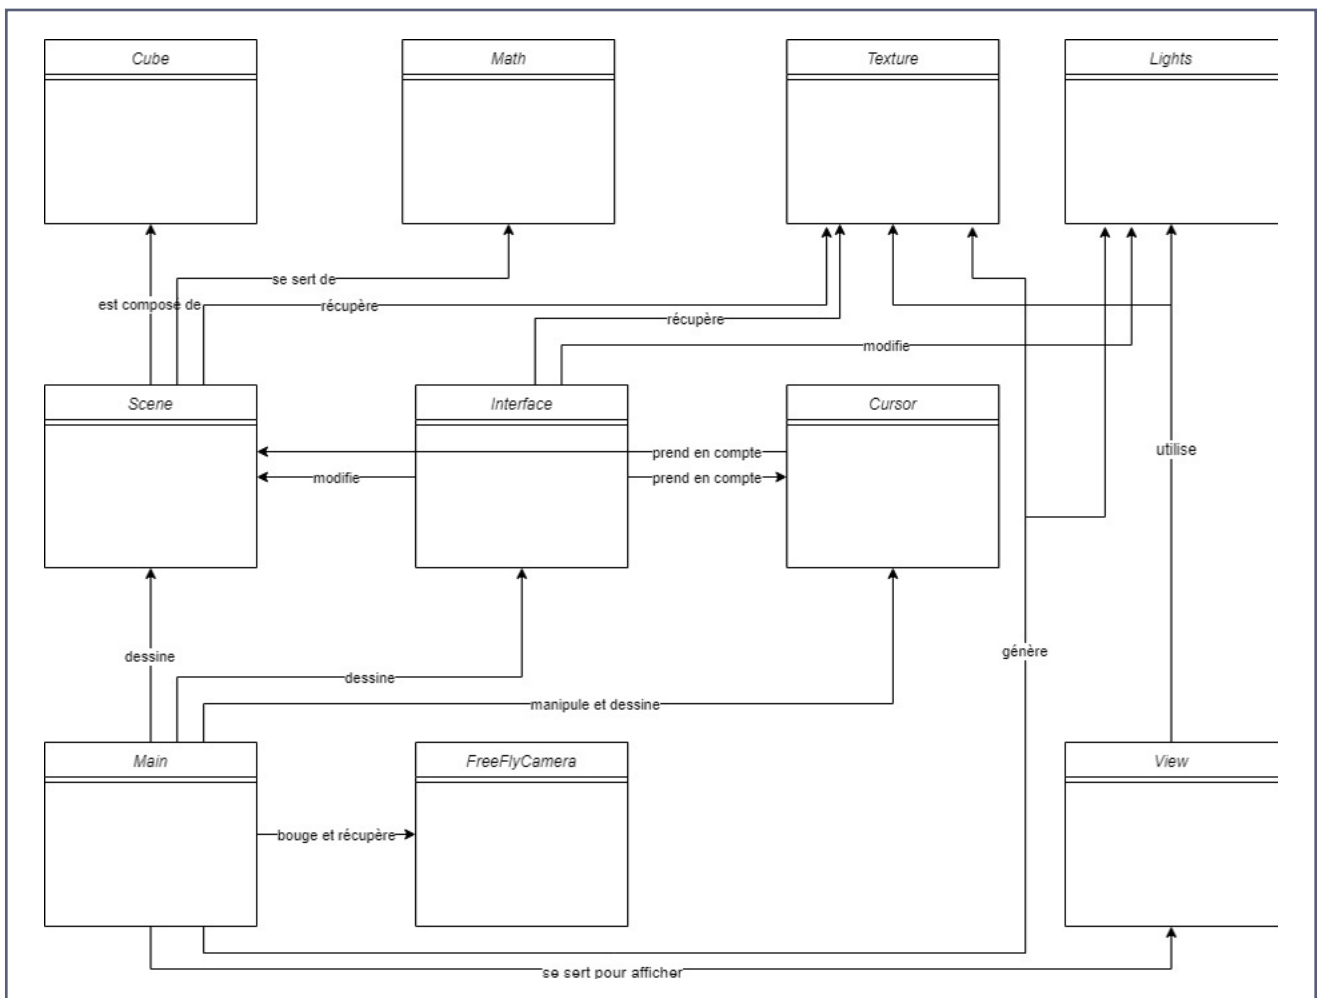 Cube
Math
Texture
Lights
se sert de
est composé de
récupère
récupère
modifie
Scene
Interface
Cursor
prend en compte
utilise
modifie
prend en compte
génère
dessine
dessine
manipule et dessine
Main
FreeFlyCamera
View
bouge et récupère
se sert pour afficher